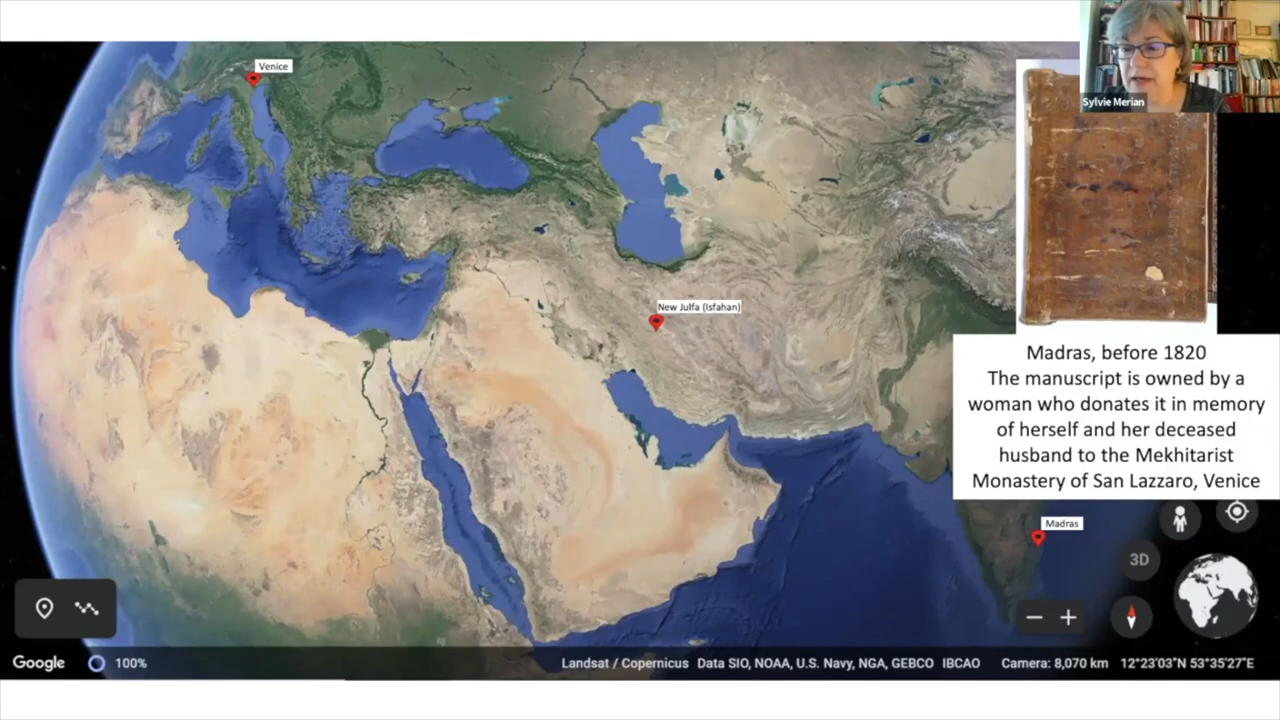 Sylvie Merian
Venice
New Julfa (Isfahan)
Madras, before 1820
The manuscript is owned by a
woman who donates it in memory
of herself and her deceased
husband to the Mekhitarist
Monastery of San Lazzaro, Venice
Madras
3D
Google 100% Landsat / Copernicus Data SIO, NOAA, U.S. Navy, NGA, GEBCO IBCAO Camera: 8,070 km 12°23'03"N 53°35'27"E